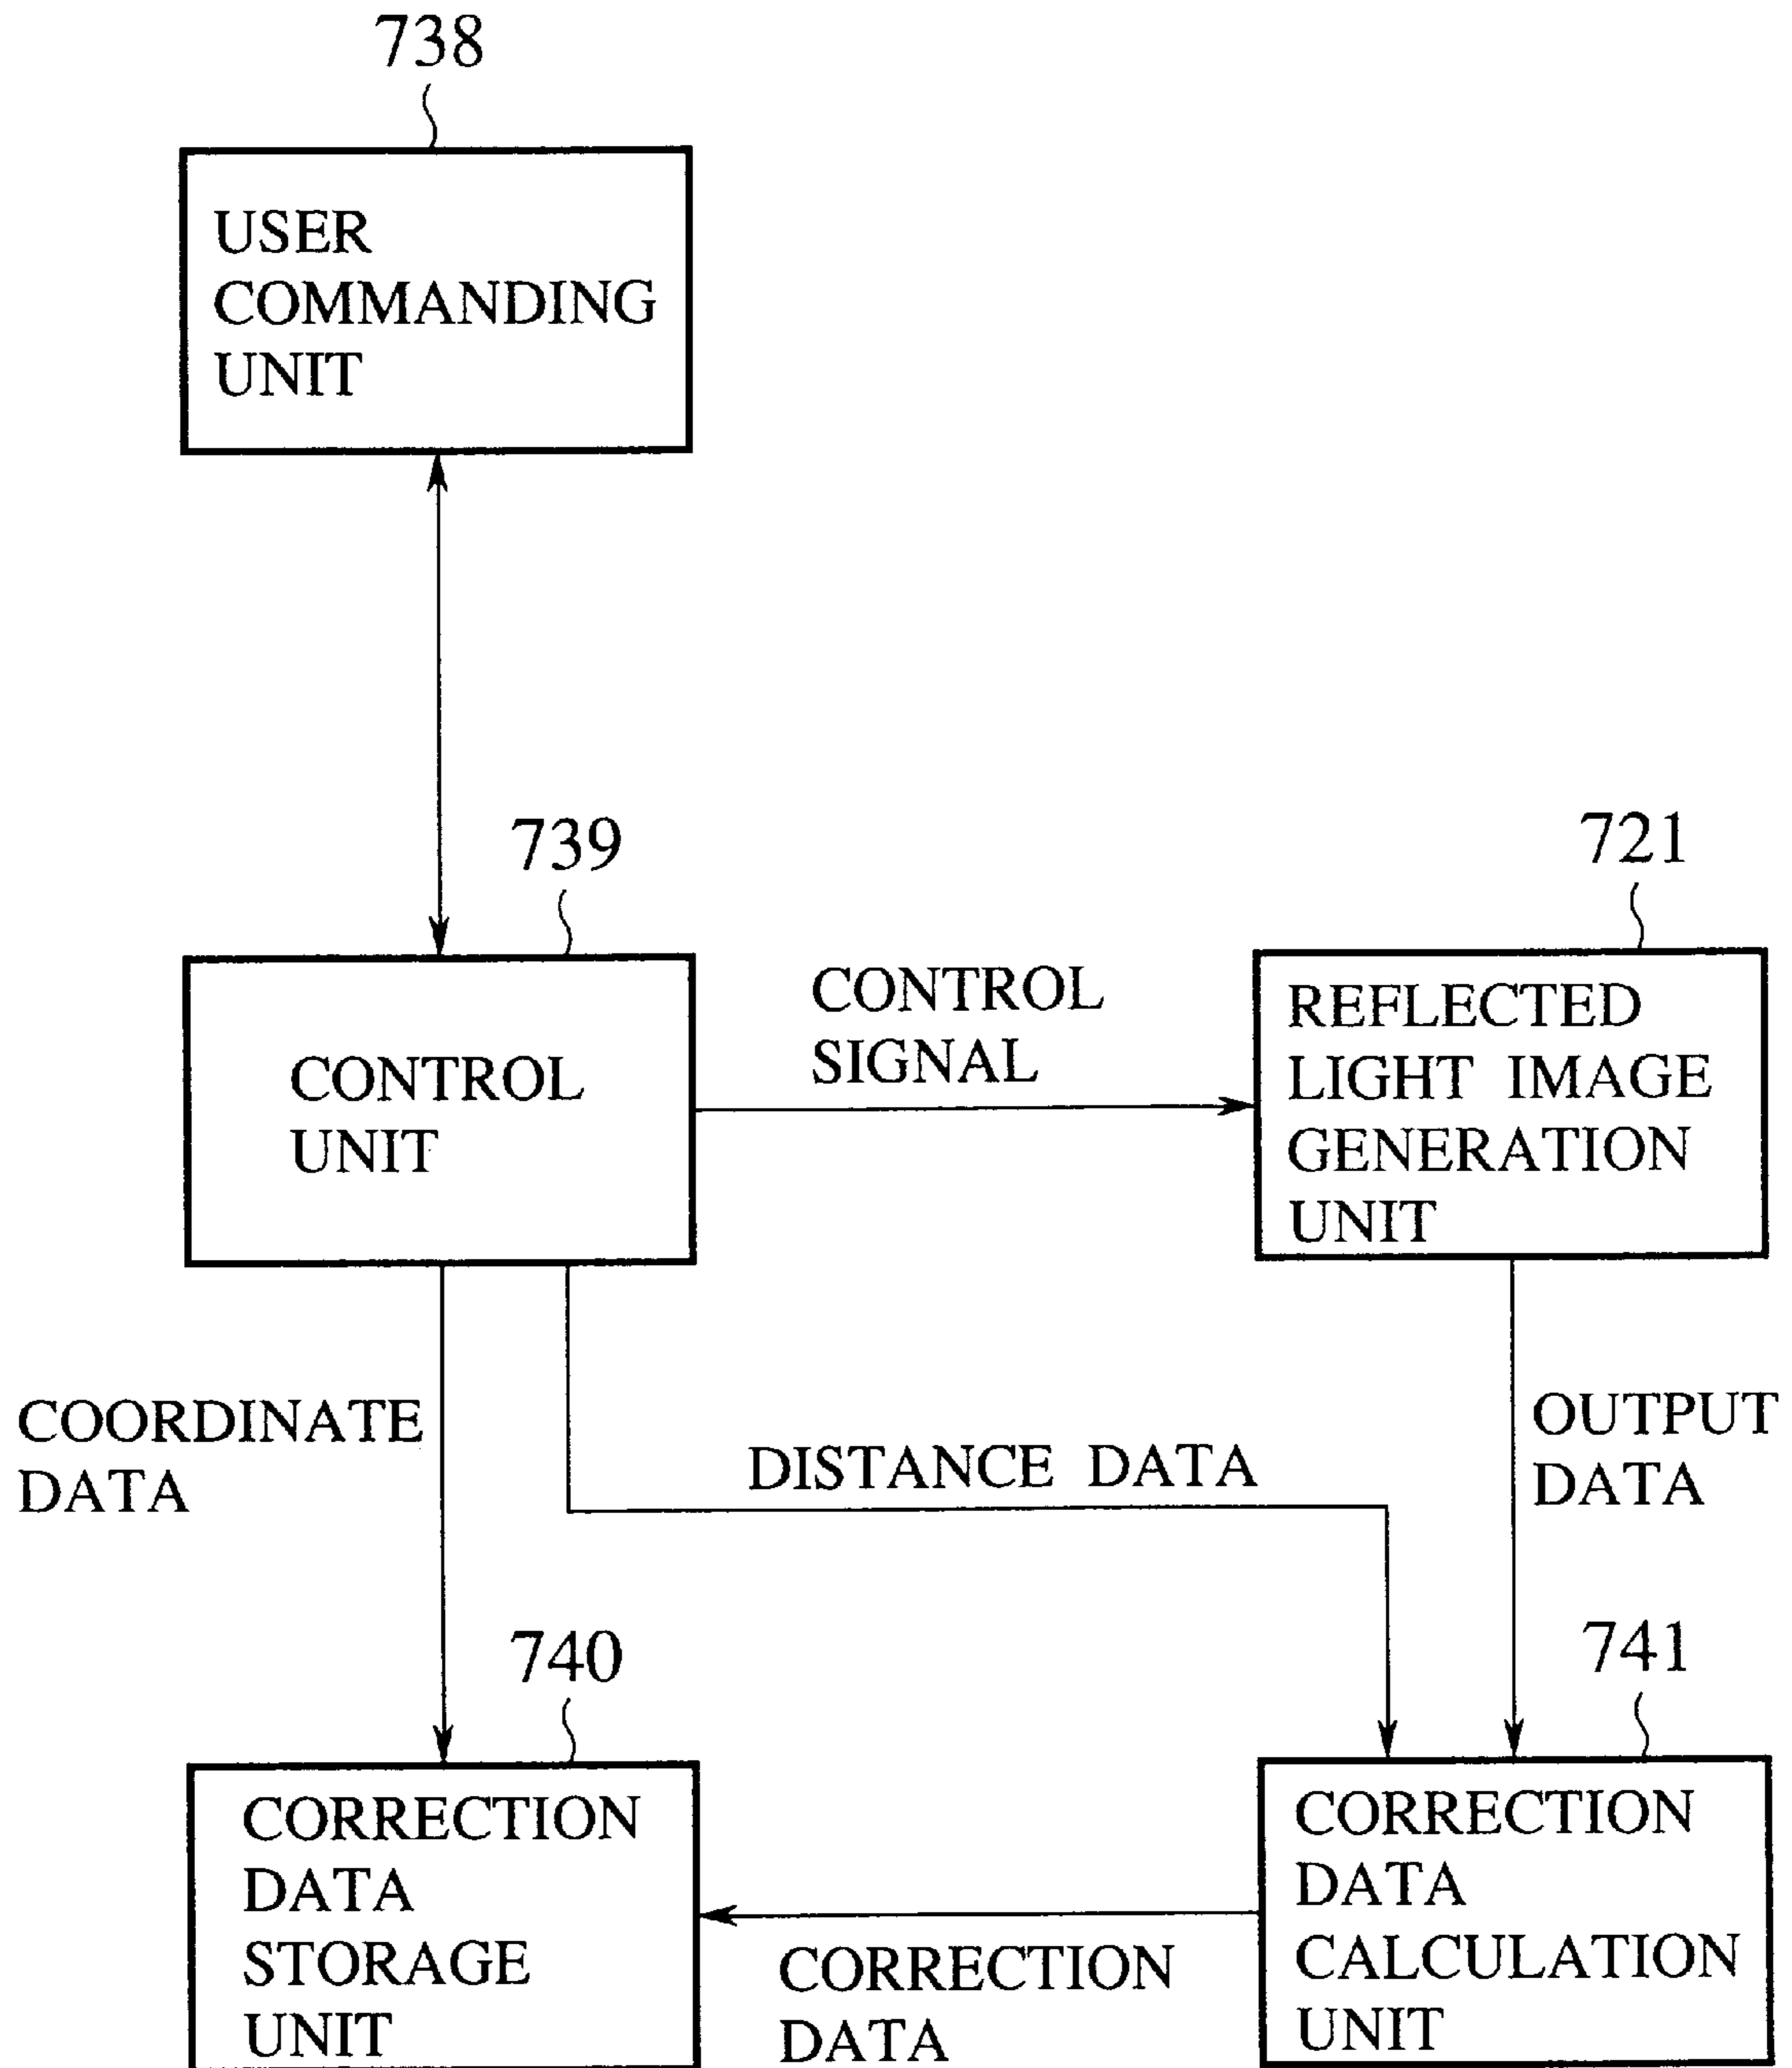 738
USER
COMMANDING
UNIT
739
CONTROL
UNIT
CONTROL
SIGNAL
721
REFLECTED
LIGHT IMAGE
GENERATION
UNIT
COORDINATE
DATA
DISTANCE DATA
OUTPUT
DATA
740
CORRECTION
DATA
STORAGE
UNIT
CORRECTION
DATA
741
CORRECTION
DATA
CALCULATION
UNIT